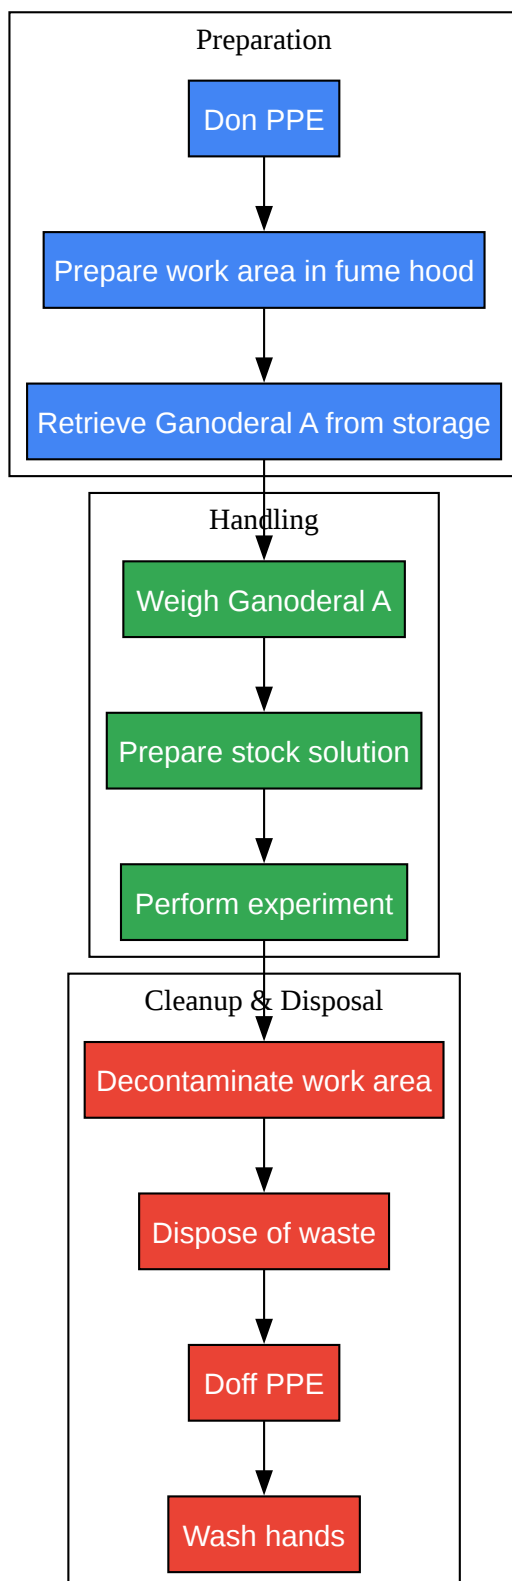 Preparation
Don PPE
Prepare work area in fume hood
Retrieve Ganoderal A from storage
Handling
Weigh Ganoderal A
Prepare stock solution
Perform experiment
Cleanup & Disposal
Decontaminate work area
Dispose of waste
Doff PPE
Wash hands